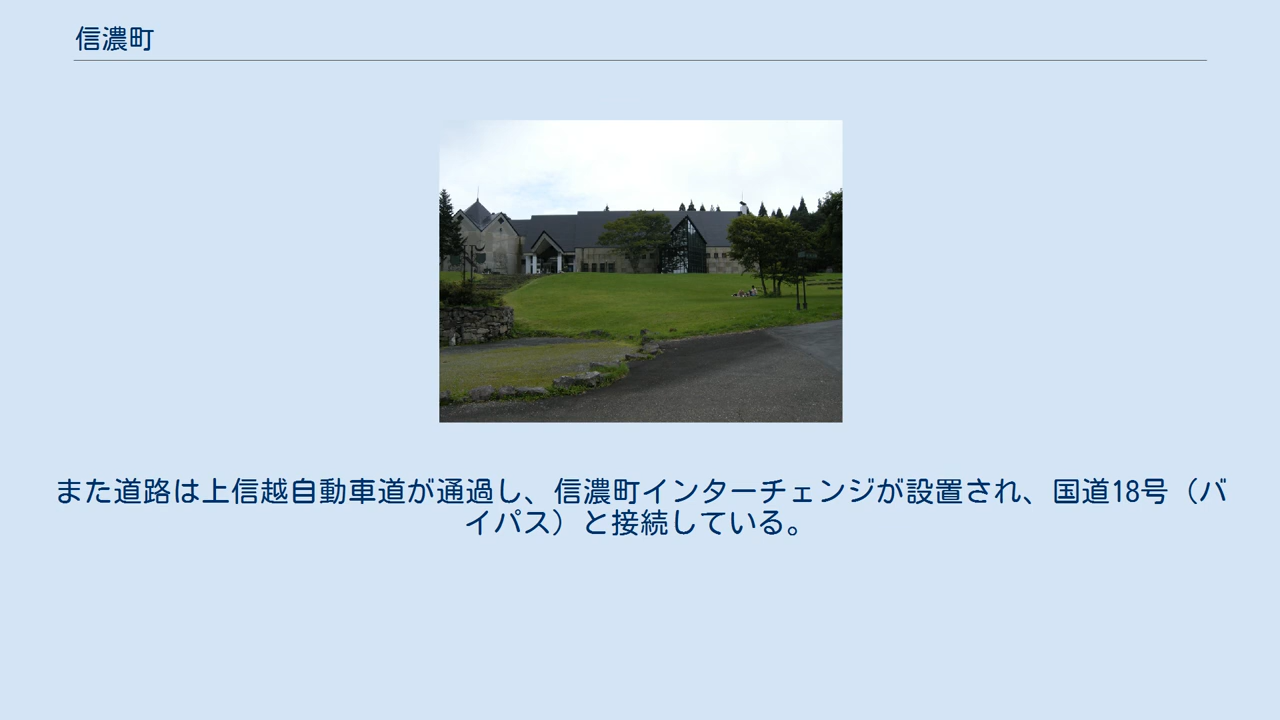 信濃町
また道路は上信越自動車道が通過し、信濃町インターチェンジが設置され、国道18号（バ
イパス）と接続している。